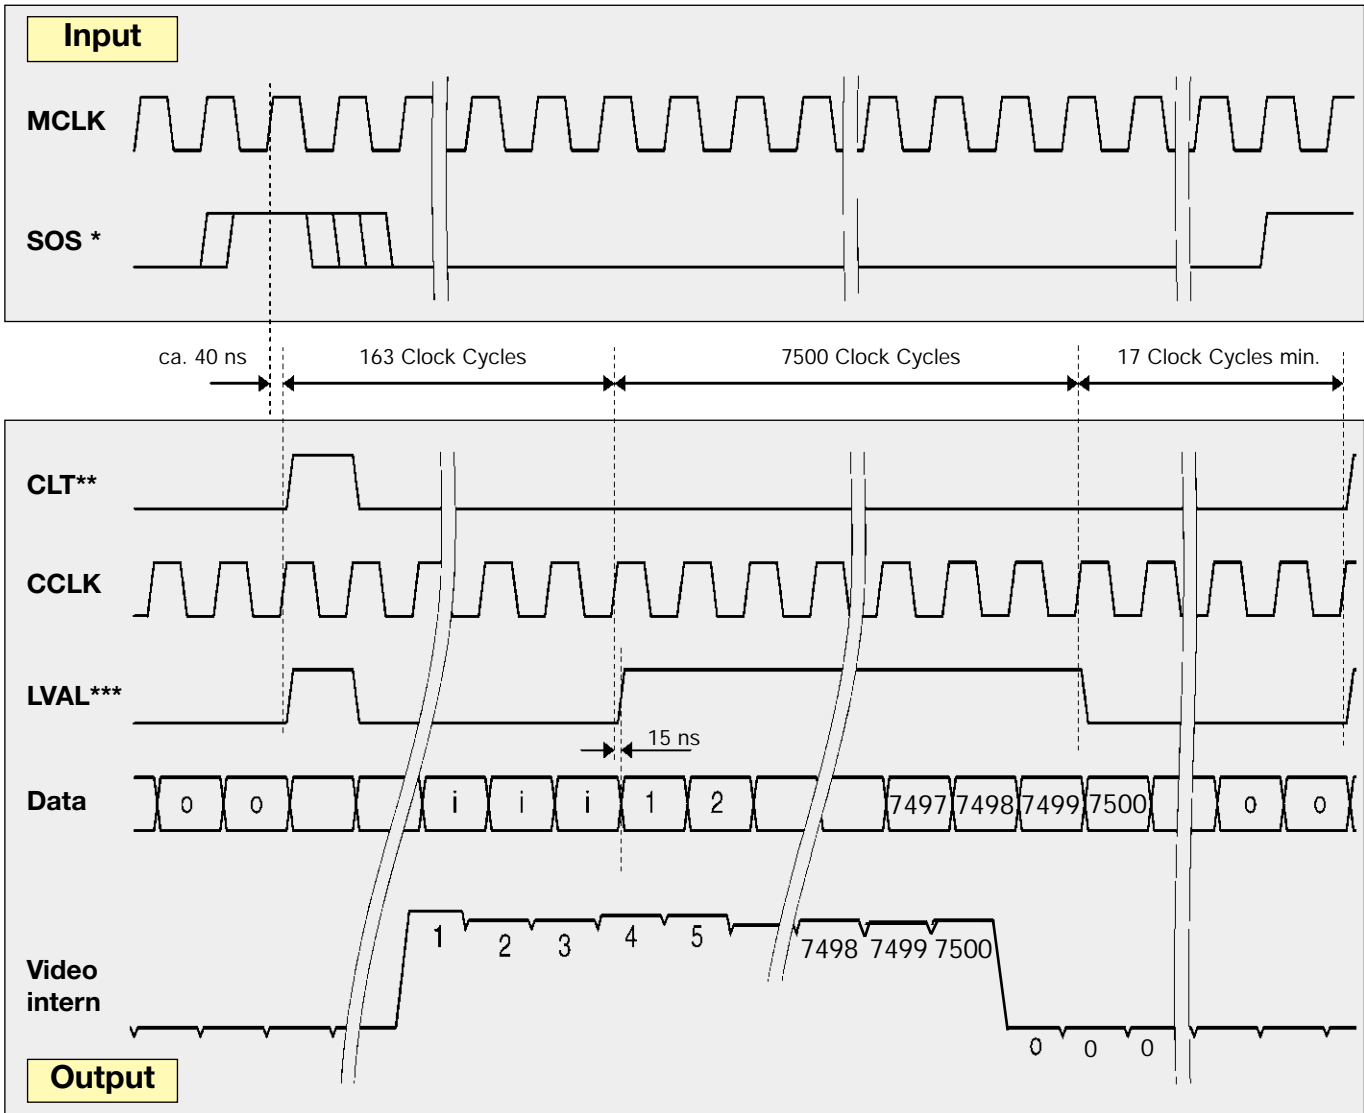 Input
MCLK
SOS *
ca. 40 ns 163 Clock Cycles 7500 Clock Cycles 17 Clock Cycles min.
CLT**
CCLK
LVAL***
15 ns
Data 0 0 i i i 1 2 7497 7498 7499 7500 0 0
1 2 3 4 5 7498 7499 7500
Video
intern
0 0 0
Output